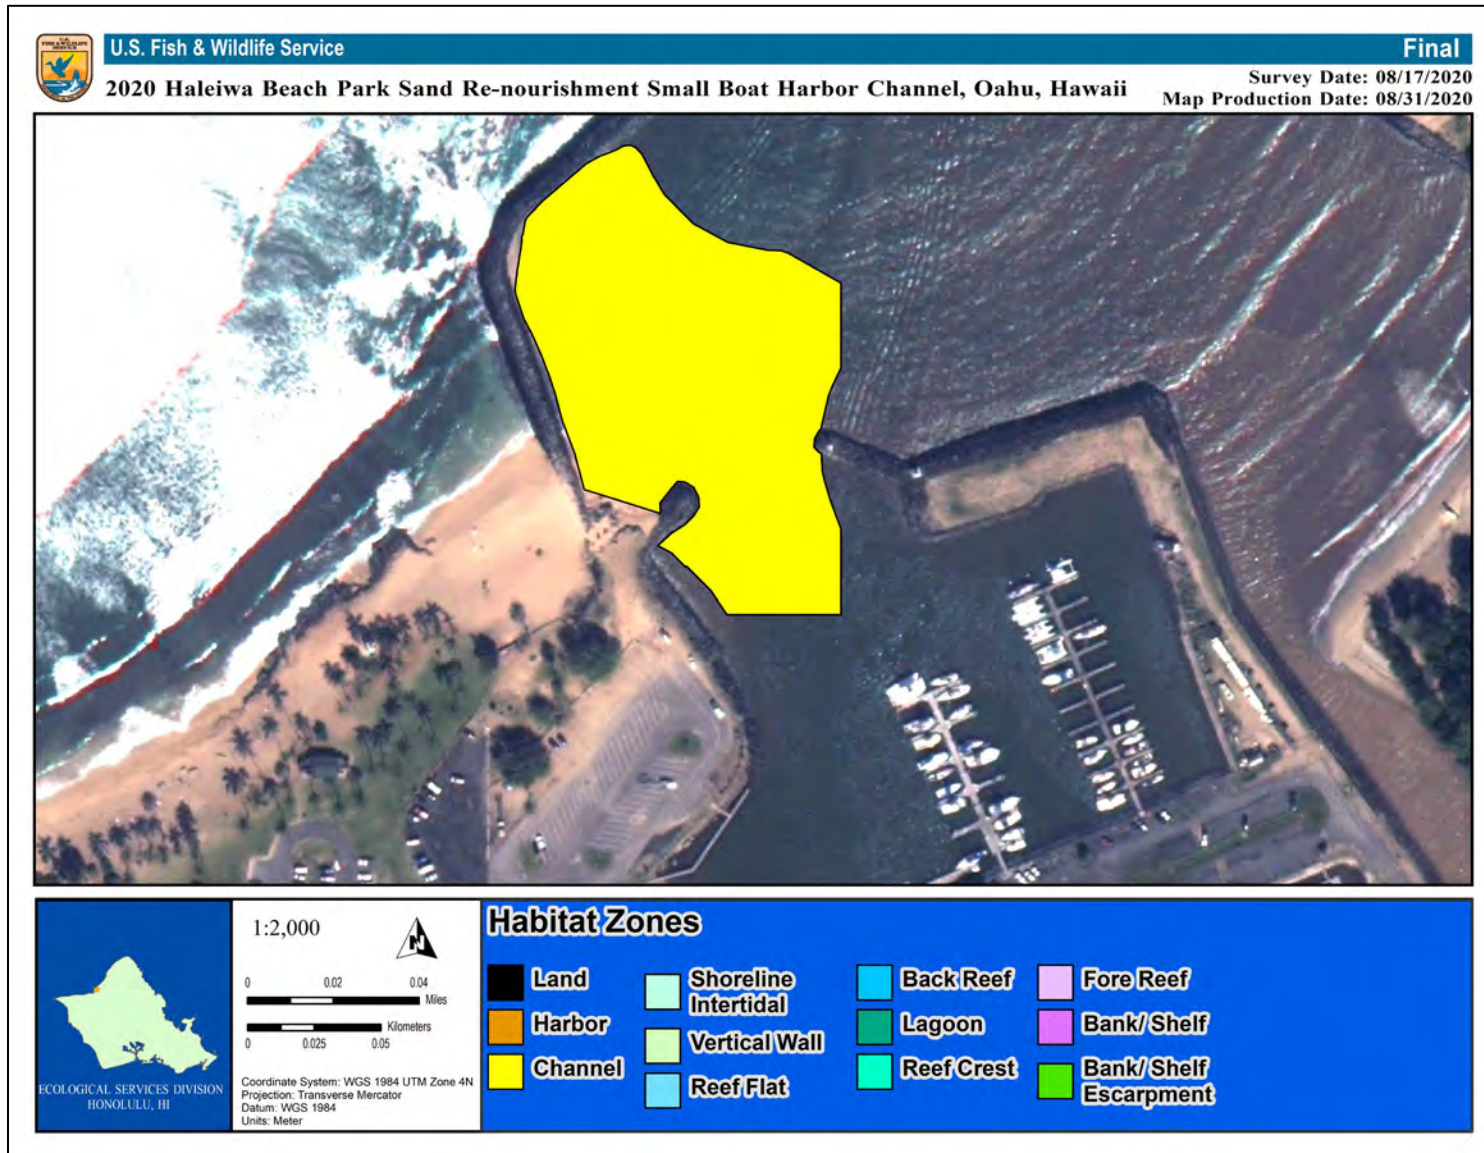 U.S.
FISH & WILDLIFE
SERVICE
U.S. Fish & Wildlife Service
Final
2020 Haleiwa Beach Park Sand Re-nourishment Small Boat Harbor Channel, Oahu, Hawaii
Survey Date: 08/17/2020
Map Production Date: 08/31/2020
ECOLOGICAL SERVICES DIVISION
HONOLULU, HI
1:2,000
N
0 0.02 0.04
Miles
Kilometers
0 0.025 0.05
Coordinate System: WGS 1984 UTM Zone 4N
Projection: Transverse Mercator
Datum: WGS 1984
Units: Meter
Habitat Zones
Land
Harbor
Channel
Shoreline
Intertidal
Vertical Wall
Reef Flat
Back Reef
Lagoon
Reef Crest
Fore Reef
Bank/ Shelf
Bank/ Shelf
Escarpment